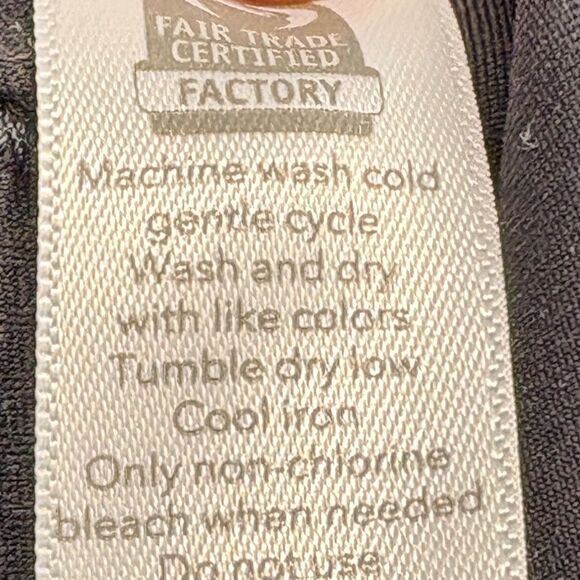 FAIR TRADE
CERTIFIED
FACTORY
Machine wash cold
gentle cycle
Wash and dry
with like colors
Tumble dry low
Cool iron
Only non-chlorine
bleach when needed
Do not use